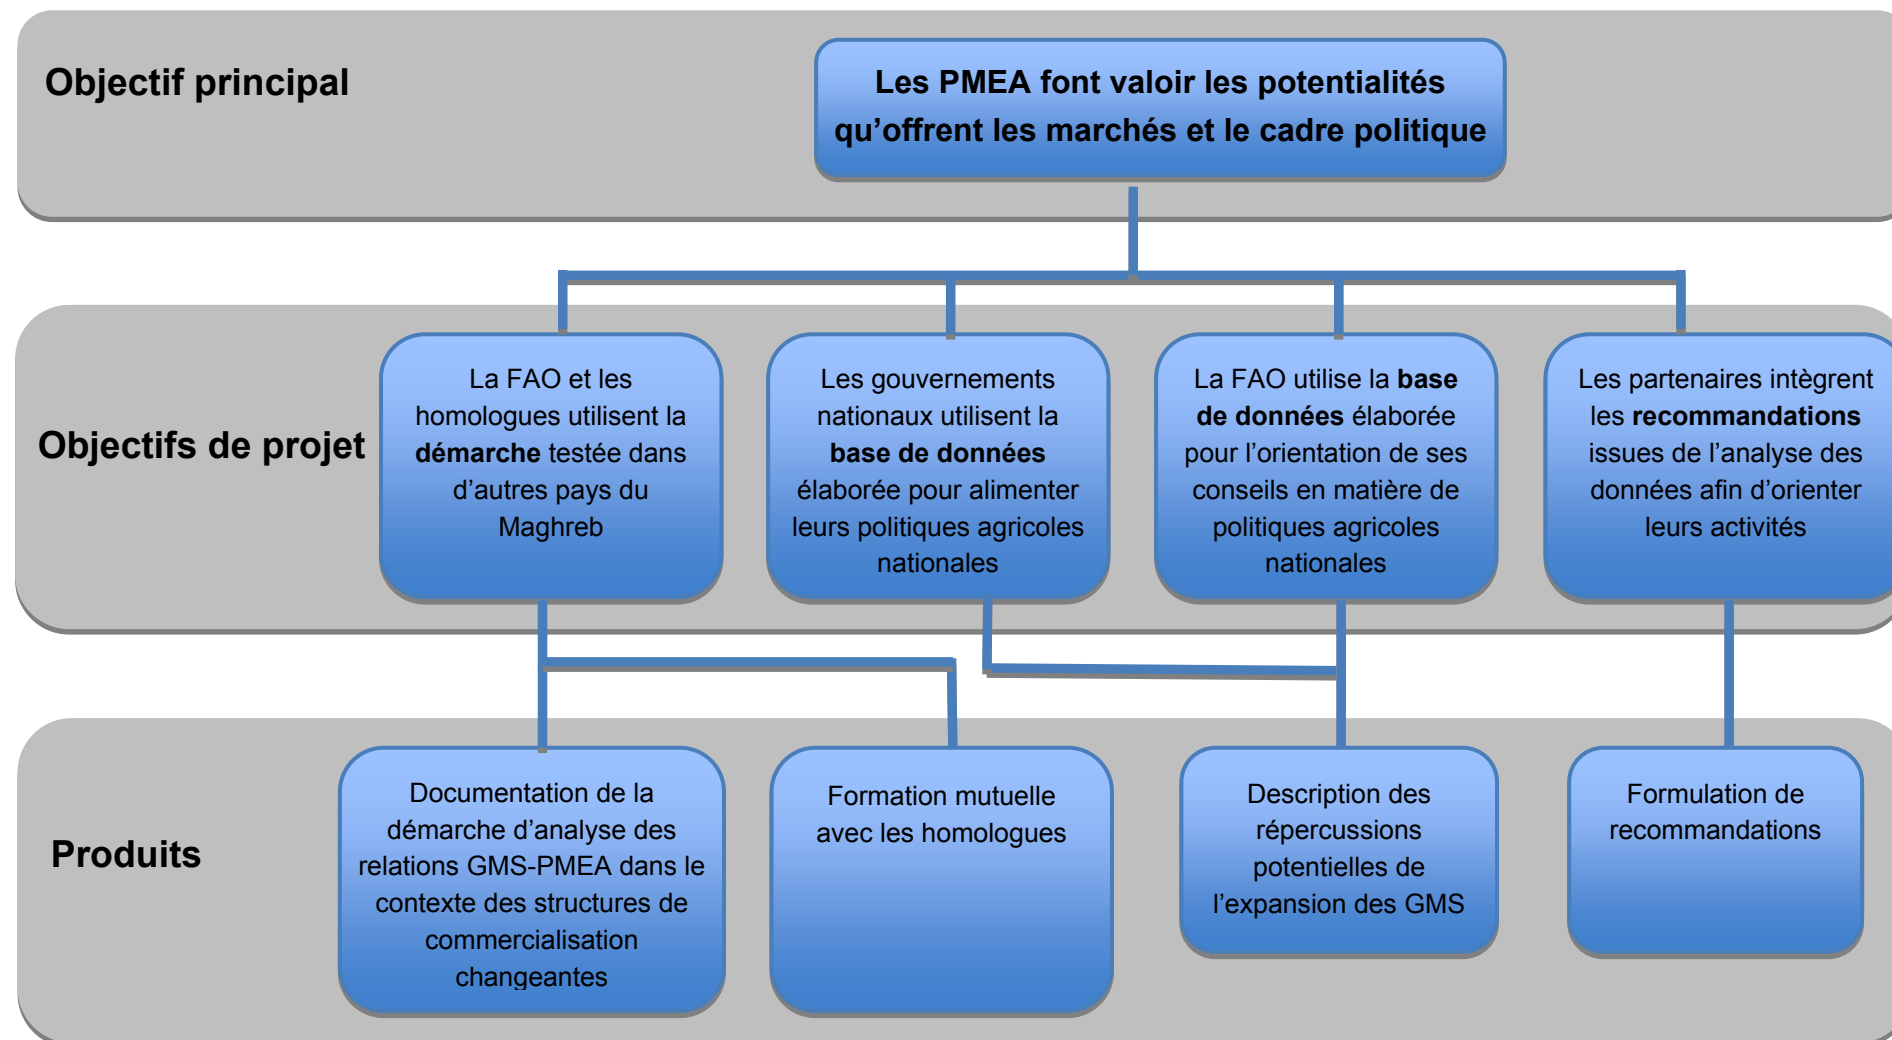 Objectif principal
Les PMEA font valoir les potentialités
qu’offrent les marchés et le cadre politique
Objectifs de projet
La FAO et les
homologues utilisent la
démarche testée dans
d’autres pays du
Maghreb
Les gouvernements
nationaux utilisent la
base de données
élaborée pour alimenter
leurs politiques agricoles
nationales
La FAO utilise la base
de données élaborée
pour l’orientation de ses
conseils en matière de
politiques agricoles
nationales
Les partenaires intègrent
les recommandations
issues de l’analyse des
données afin d’orienter
leurs activités
Produits
Documentation de la
démarche d’analyse des
relations GMS-PMEA dans le
contexte des structures de
commercialisation
changeantes
Formation mutuelle
avec les homologues
Description des
répercussions
potentielles de
l’expansion des GMS
Formulation de
recommandations